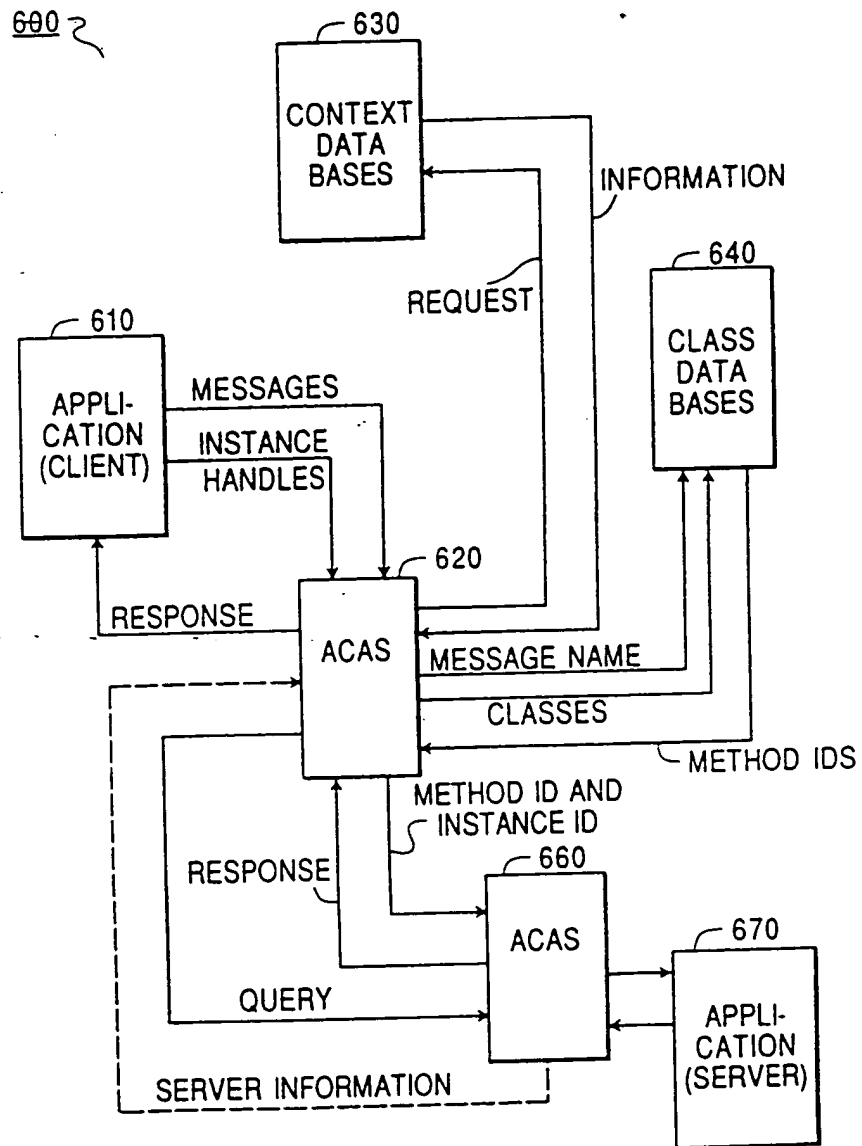 600
630
CONTEXT
DATA
BASES
INFORMATION
REQUEST
640
CLASS
DATA
BASES
610
APPLI-
CATION
(CLIENT)
MESSAGES
INSTANCE
HANDLES
620
ACAS
RESPONSE
MESSAGE NAME
CLASSES
METHOD IDS
METHOD ID AND
INSTANCE ID
RESPONSE
660
ACAS
670
APPLI-
CATION
(SERVER)
QUERY
SERVER INFORMATION